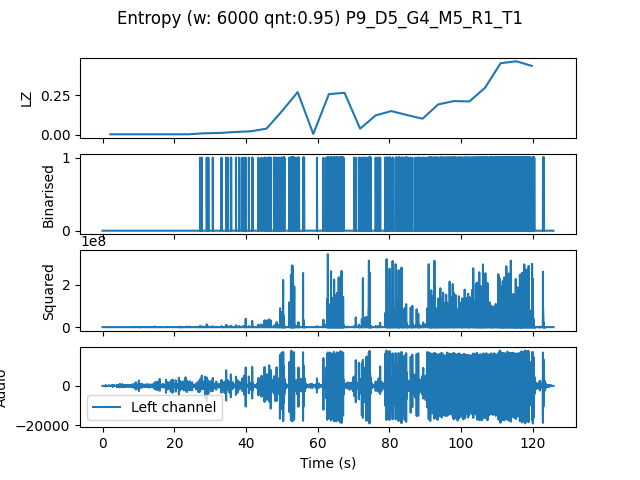 Entropy (w: 6000 qnt:0.95) P9_D5_G4_M5_R1_T1
LZ
0.25
0.00
Binarised
1
0
1e8
Squared
2
0
Audio
0
−20000
Left channel
0 20 40 60 80 100 120
Time (s)